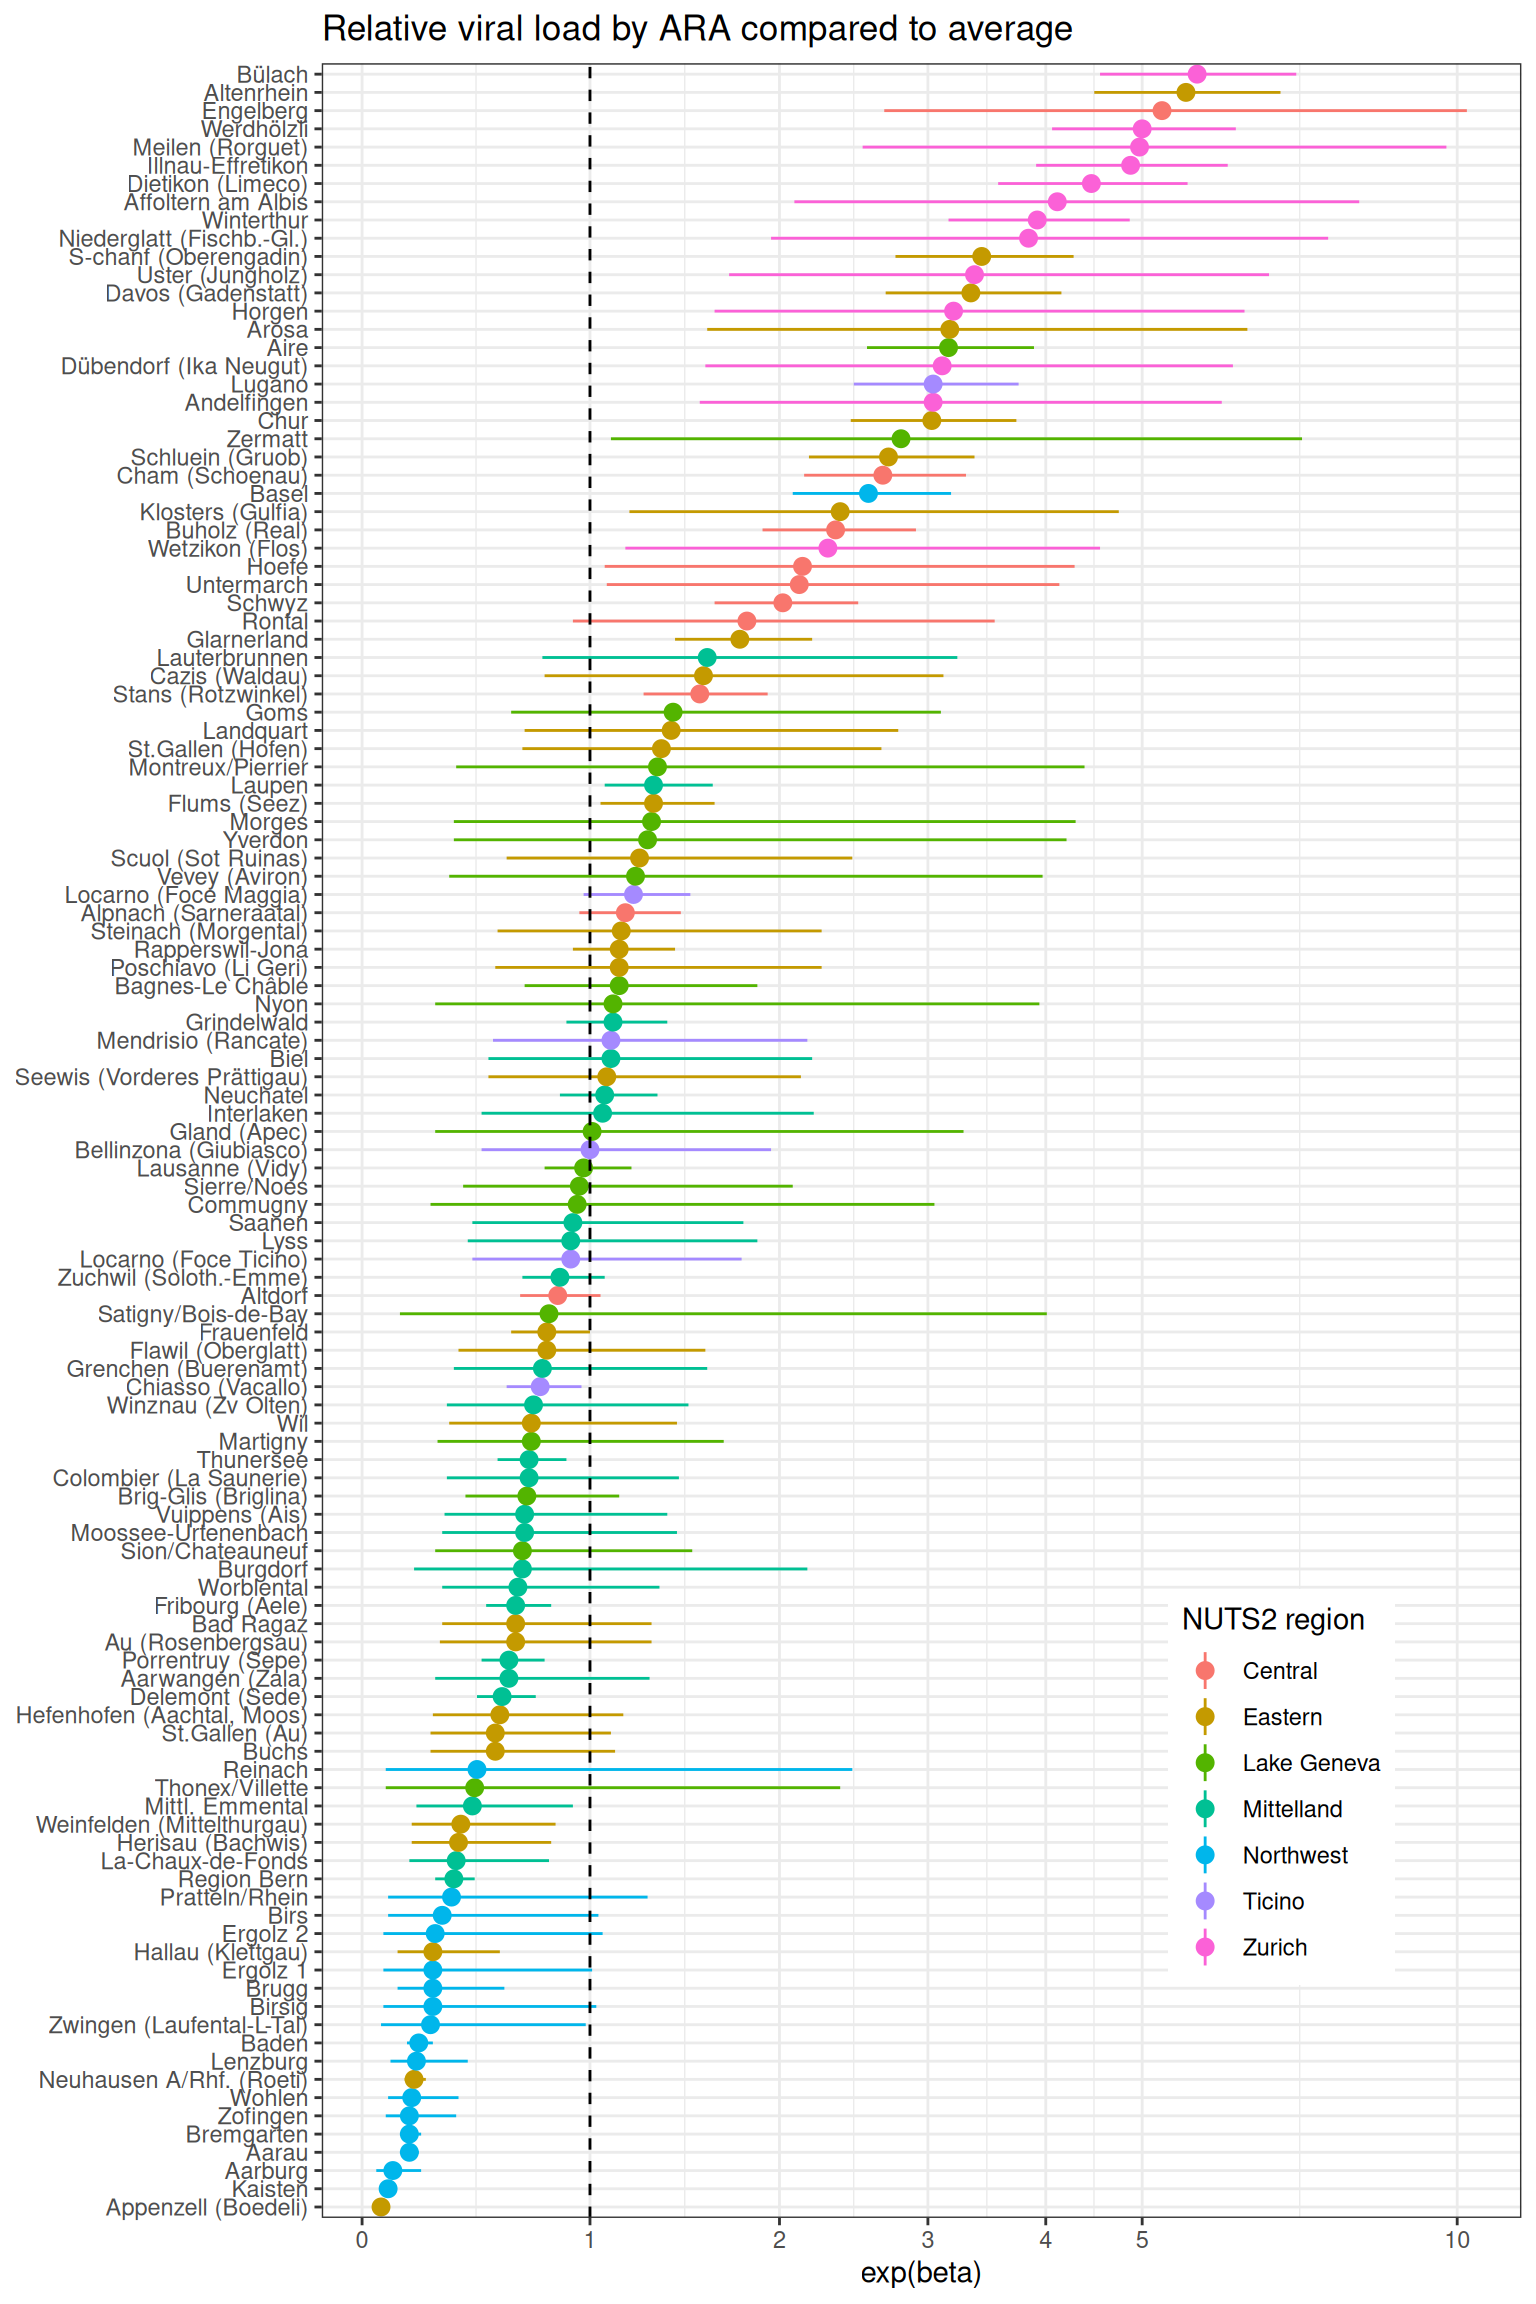 Relative viral load by ARA compared to average
Bülach
Altenrhein
Engelberg
Werdhölzli
Meilen (Rorguet)
Illnau-Effretikon
Dietikon (Limeco)
Affoltern am Albis
Winterthur
Niederglatt (Fischb.-Gl.)
S-chanf (Oberengadin)
Uster (Jungholz)
Davos (Gadenstatt)
Horgen
Arosa
Aire
Dübendorf (Ika Neugut)
Lugano
Andelfingen
Chur
Zermatt
Schluein (Gruob)
Cham (Schoenau)
Basel
Klosters (Gulfia)
Buholz (Real)
Wetzikon (Flos)
Hoefe
Untermarch
Schwyz
Rontal
Glarnerland
Lauterbrunnen
Cazis (Waldau)
Stans (Rotzwinkel)
Goms
Landquart
St.Gallen (Hofen)
Montreux/Pierrier
Laupen
Flums (Seez)
Morges
Yverdon
Scuol (Sot Ruinas)
Vevey (Aviron)
Locarno (Foce Maggia)
Alpnach (Sarneraatal)
Steinach (Morgental)
Rapperswil-Jona
Poschiavo (Li Geri)
Bagnes-Le Châble
Nyon
Grindelwald
Mendrisio (Rancate)
Biel
Seewis (Vorderes Prättigau)
Neuchatel
Interlaken
Gland (Apec)
Bellinzona (Giubiasco)
Lausanne (Vidy)
Sierre/Noes
Commugny
Saanen
Lyss
Locarno (Foce Ticino)
Zuchwil (Soloth.-Emme)
Altdorf
Satigny/Bois-de-Bay
Frauenfeld
Flawil (Oberglatt)
Grenchen (Buerenamt)
Chiasso (Vacallo)
Winznau (Zv Olten)
Wil
Martigny
Thunersee
Colombier (La Saunerie)
Brig-Glis (Briglina)
Vuippens (Ais)
Moossee-Urtenenbach
Sion/Chateauneuf
Burgdorf
Worblental
Fribourg (Aele)
Bad Ragaz
Au (Rosenbergsau)
Porrentruy (Sepe)
Aarwangen (Zala)
Delemont (Sede)
Hefenhofen (Aachtal, Moos)
St.Gallen (Au)
Buchs
Reinach
Thonex/Villette
Mittl. Emmental
Weinfelden (Mittelthurgau)
Herisau (Bachwis)
La-Chaux-de-Fonds
Region Bern
Pratteln/Rhein
Birs
Ergolz 2
Hallau (Klettgau)
Ergolz 1
Brugg
Birsig
Zwingen (Laufental-L-Tal)
Baden
Lenzburg
Neuhausen A/Rhf. (Roeti)
Wohlen
Zofingen
Bremgarten
Aarau
Aarburg
Kaisten
Appenzell (Boedeli)
0 1 2 3 4 5 10
exp(beta)
NUTS2 region
Central
Eastern
Lake Geneva
Mittelland
Northwest
Ticino
Zurich